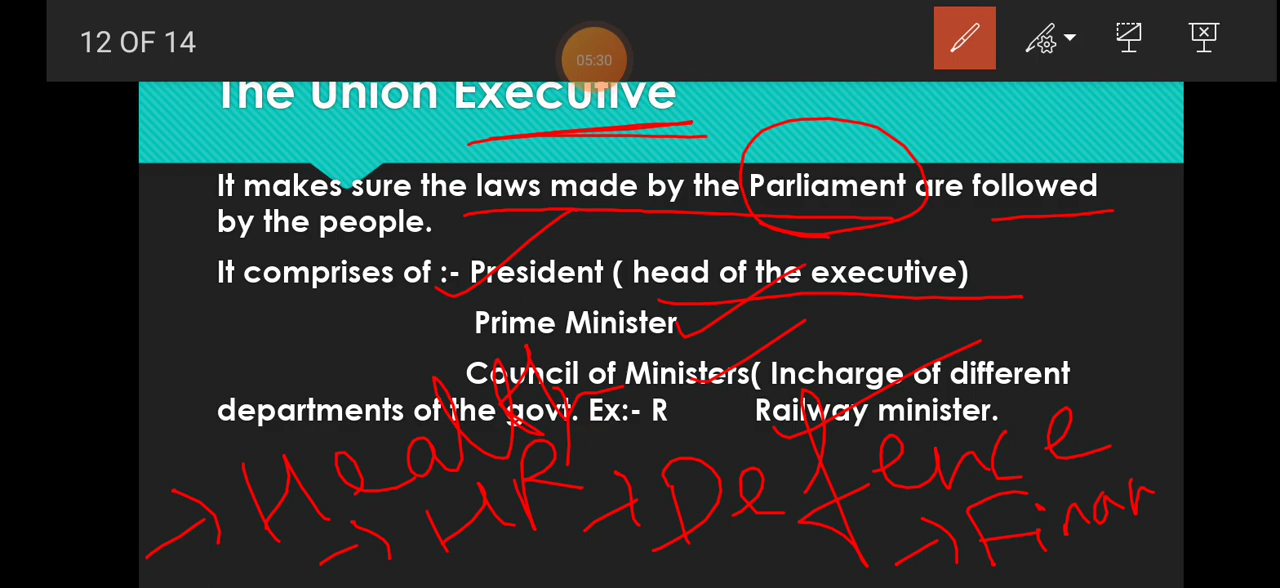 12 OF 14
05:30
The Union Executive
It makes sure the laws made by the Parliament are followed
by the people.
It comprises of :- President ( head of the executive)
Prime Minister
Council of Ministers( Incharge of different
departments of the govt. Ex:- R Railway minister.
→ Health → Defence
→ HR → Finan